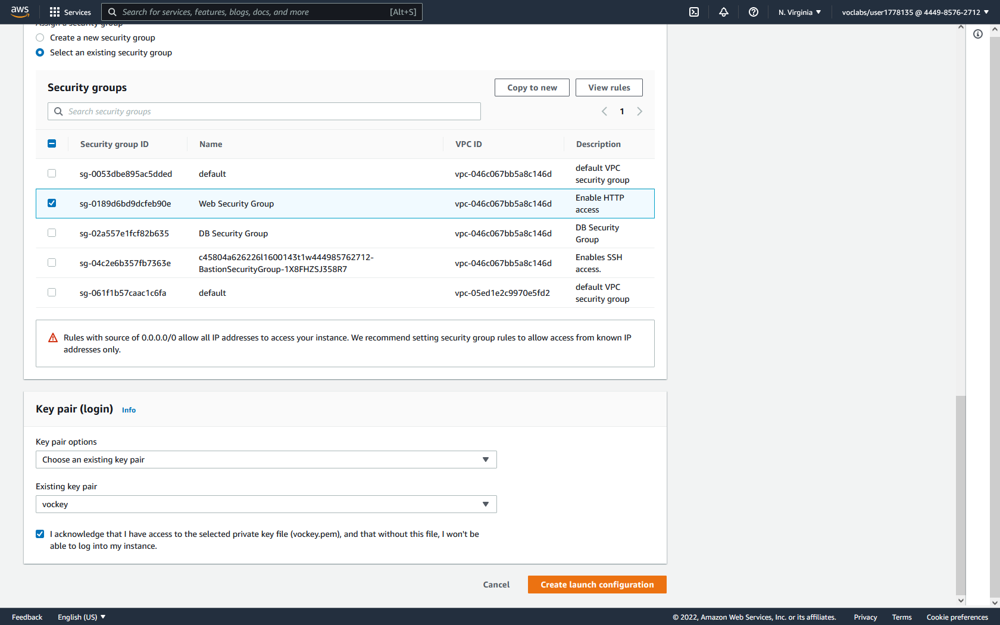 aws
Services
Search for services, features, blogs, docs, and more
[Alt+S]
N. Virginia
voclabs/user1778135 @ 4449-8576-2712
Assign a security group
Create a new security group
Select an existing security group
Security groups
Copy to new
View rules
Search security groups
1
Security group ID
Name
VPC ID
Description
sg-0053dbe895ac5dded
default
vpc-046c067bb5a8c146d
default VPC
security group
sg-0189d6bd9dcfeb90e
Web Security Group
vpc-046c067bb5a8c146d
Enable HTTP
access
sg-02a557e1fcf82b635
DB Security Group
vpc-046c067bb5a8c146d
DB Security
Group
sg-04c2e6b357fb7363e
c45804a626226l1600143t1w444985762712-
BastionSecurityGroup-1X8FHZSJ358R7
vpc-046c067bb5a8c146d
Enables SSH
access.
sg-061f1b57caac1c6fa
default
vpc-05ed1e2c9970e5fd2
default VPC
security group
Rules with source of 0.0.0.0/0 allow all IP addresses to access your instance. We recommend setting security group rules to allow access from known IP
addresses only.
Key pair (login)
Info
Key pair options
Choose an existing key pair
Existing key pair
vockey
I acknowledge that I have access to the selected private key file (vockey.pem), and that without this file, I won't be
able to log into my instance.
Cancel
Create launch configuration
Feedback
English (US)
© 2022, Amazon Web Services, Inc. or its affiliates.
Privacy
Terms
Cookie preferences